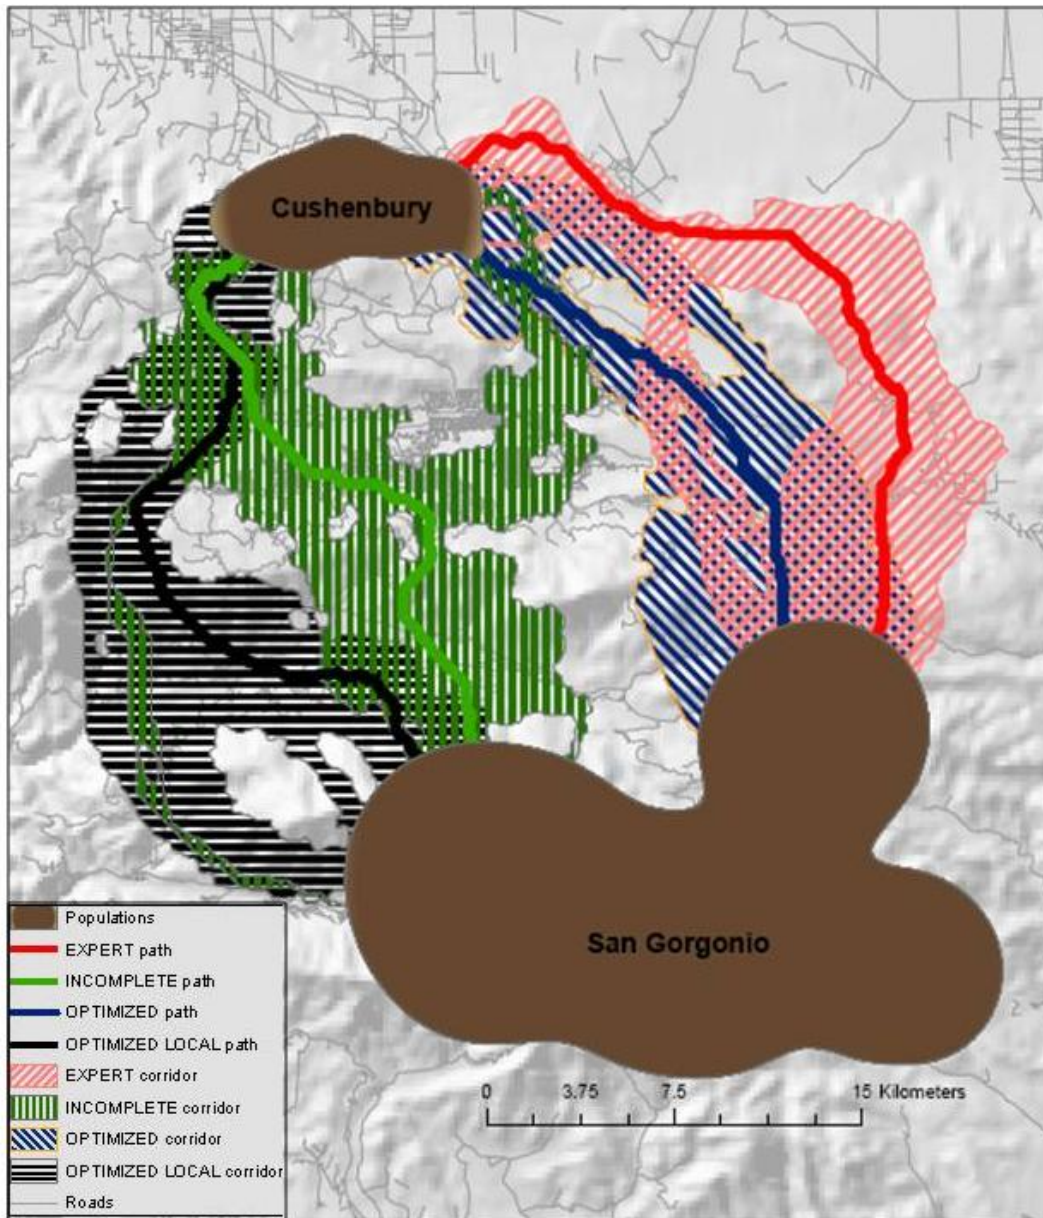 Cushenbury
San Gorgonio
Populations
EXPERT path
INCOMPLETE path
OPTIMIZED path
OPTIMIZED LOCAL path
EXPERT corridor
INCOMPLETE corridor
OPTIMIZED corridor
OPTIMIZED LOCAL corridor
Roads
0 3.75 7.5 15 Kilometers